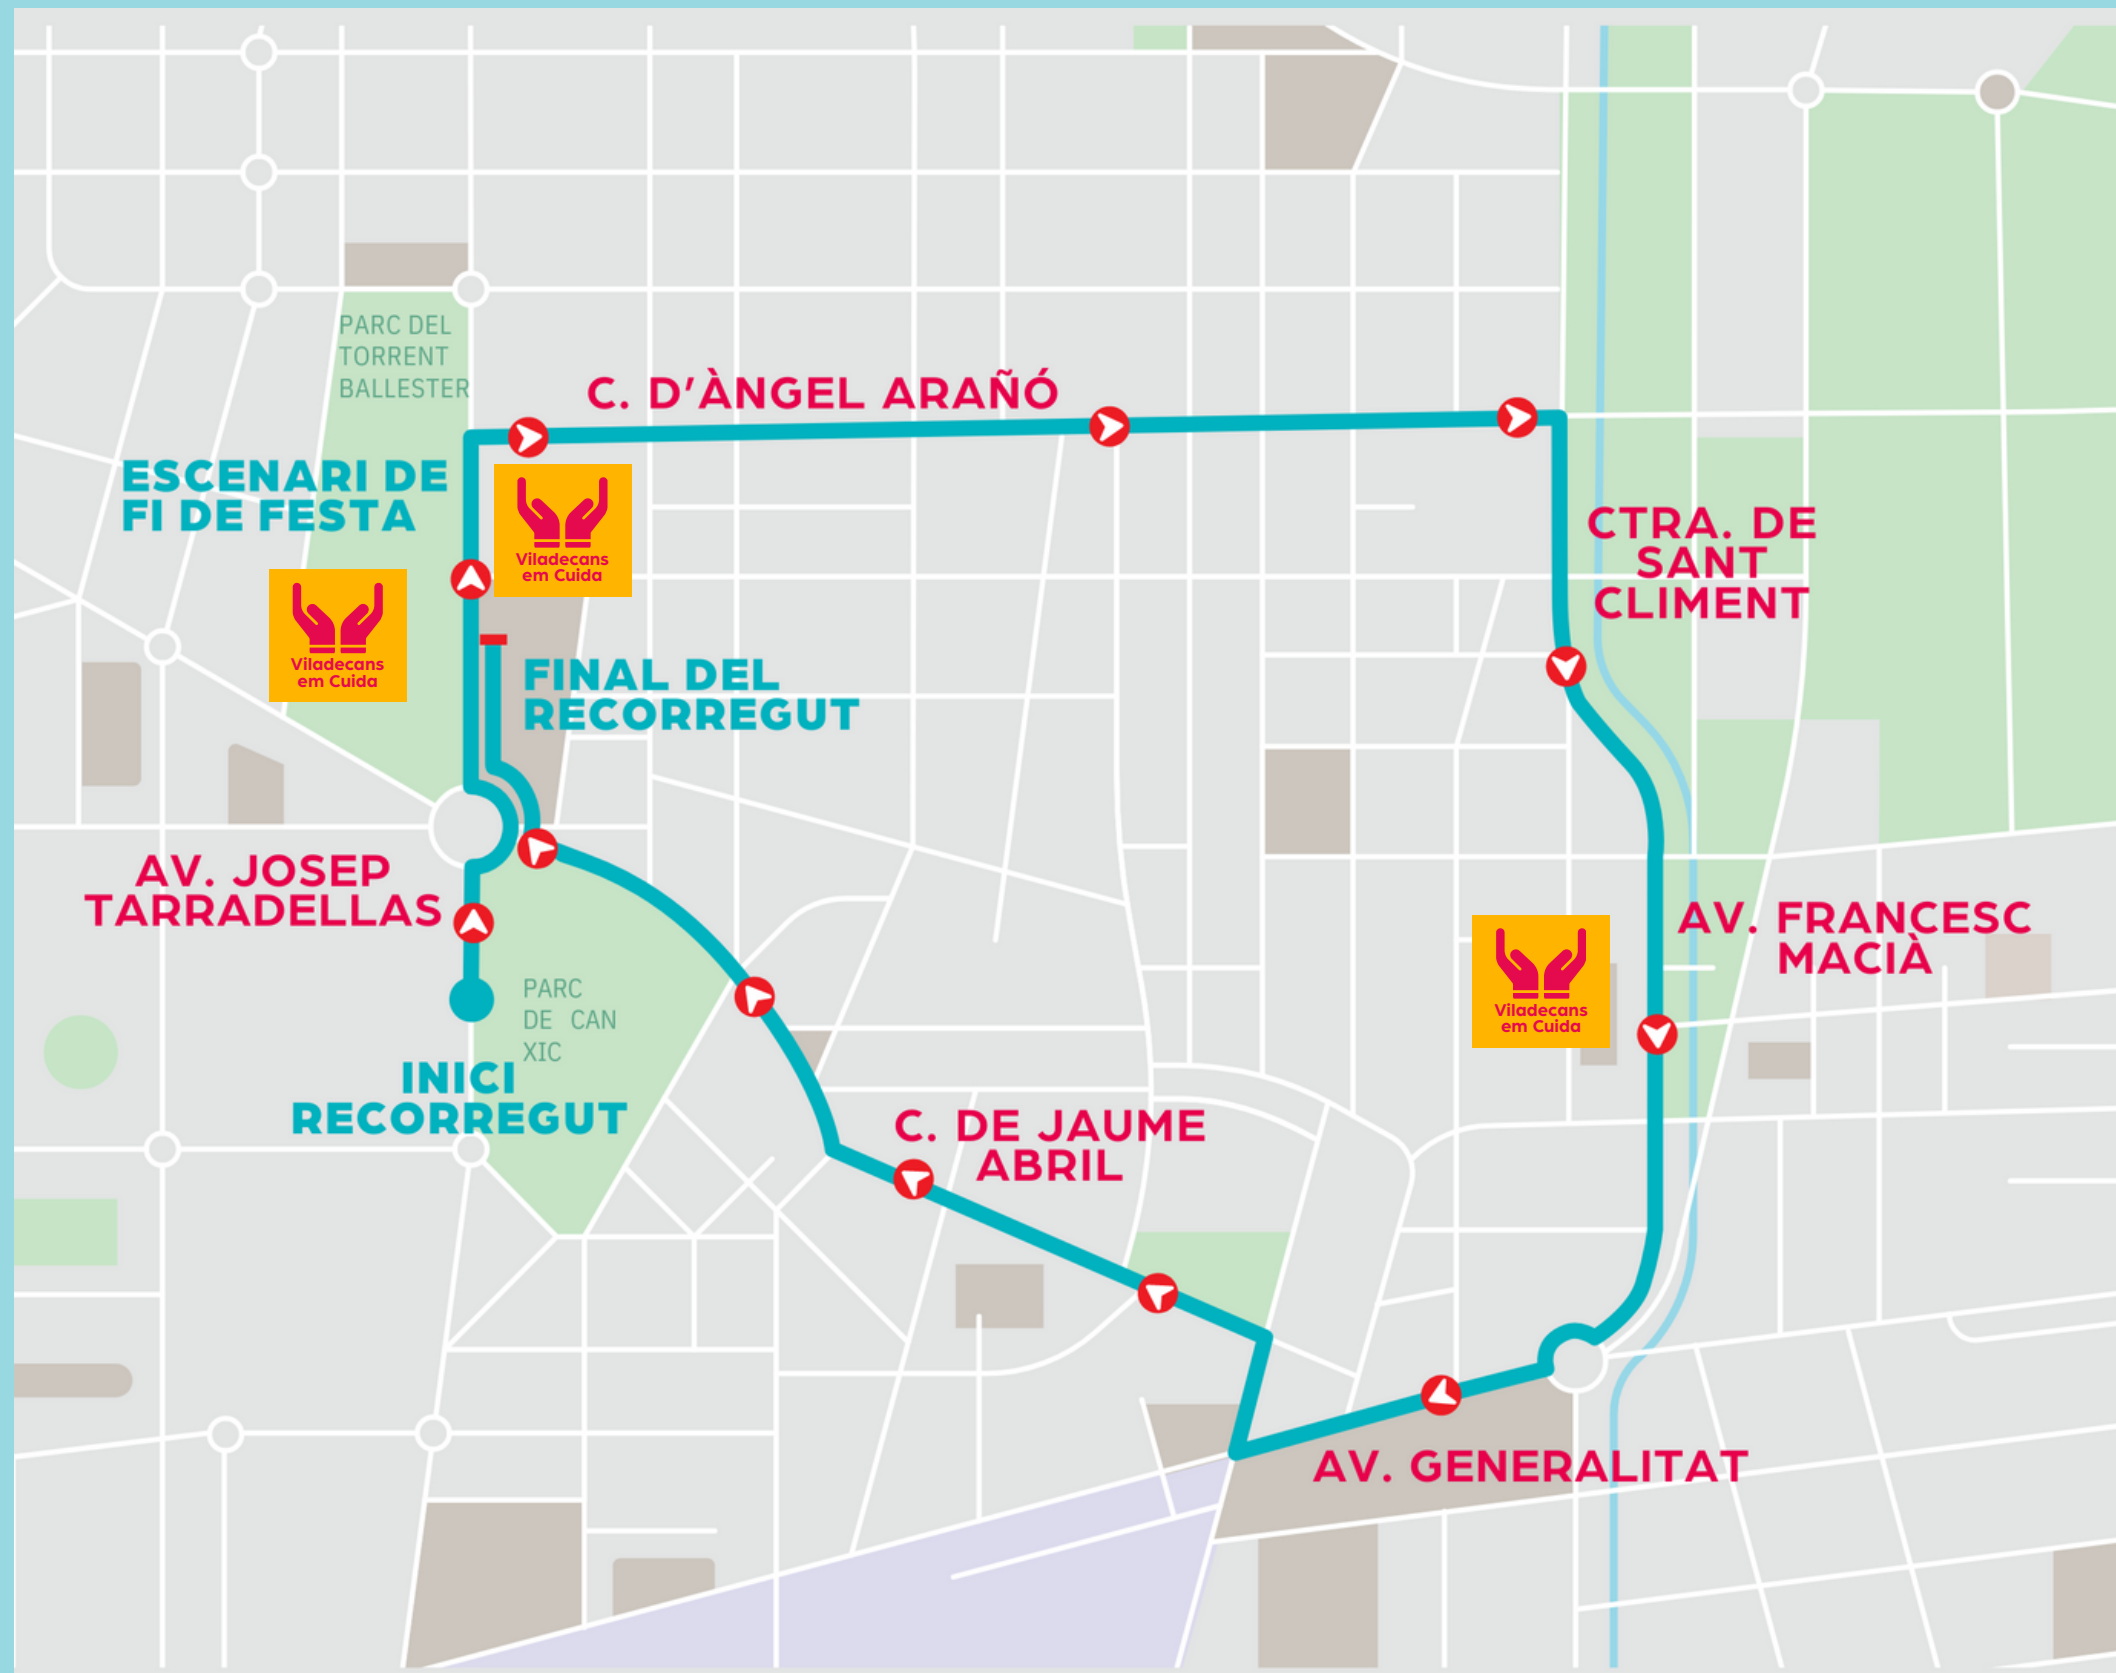 PARC DEL
TORRENT
BALLESTER
C. D'ÀNGEL ARAÑÓ
ESCENARI DE
FI DE FESTA
Viladecans
em Cuida
CTRA. DE
SANT
CLIMENT
Viladecans
em Cuida
FINAL DEL
RECORREGUT
AV. JOSEP
TARRADELLAS
AV. FRANCESC
MACIÀ
Viladecans
em Cuida
PARC
DE CAN
XIC
INICI
RECORREGUT
C. DE JAUME
ABRIL
AV. GENERALITAT